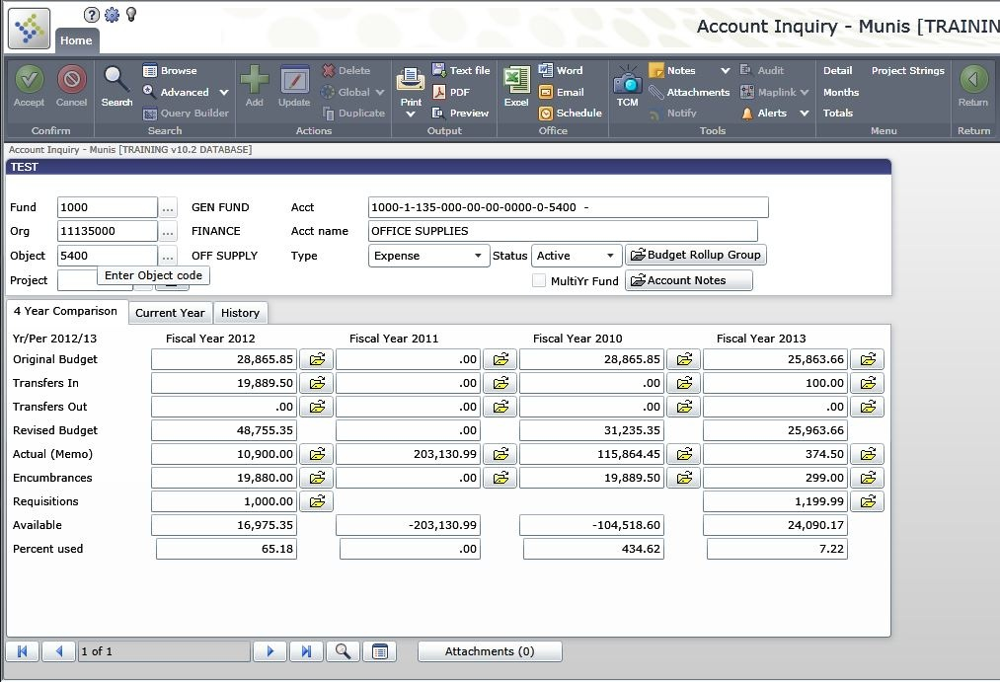 Account Inquiry - Munis [TRAININ
Home
Accept Cancel Search Browse Advanced Query Builder Add Update Delete Global Duplicate Print Text file PDF Preview Excel Word Email Schedule TCM Notes Attachments Notify Audit Maplink Alerts Detail Project Strings Months Totals Return
Confirm Search Actions Output Office Tools Menu Return
Account Inquiry - Munis [TRAINING v10.2 DATABASE]
TEST
Fund 1000 ... GEN FUND Acct 1000-1-135-000-00-00-0000-0-5400 -
Org 11135000 ... FINANCE Acct name OFFICE SUPPLIES
Object 5400 ... OFF SUPPLY Type Expense Status Active Budget Rollup Group
Project Enter Object code MultiYr Fund Account Notes
4 Year Comparison Current Year History
Yr/Per 2012/13 Fiscal Year 2012 Fiscal Year 2011 Fiscal Year 2010 Fiscal Year 2013
Original Budget 28,865.85 .00 28,865.85 25,863.66
Transfers In 19,889.50 .00 .00 100.00
Transfers Out .00 .00 .00 .00
Revised Budget 48,755.35 .00 31,235.35 25,963.66
Actual (Memo) 10,900.00 203,130.99 115,864.45 374.50
Encumbrances 19,880.00 .00 19,889.50 299.00
Requisitions 1,000.00 1,199.99
Available 16,975.35 -203,130.99 -104,518.60 24,090.17
Percent used 65.18 .00 434.62 7.22
1 of 1 Attachments (0)